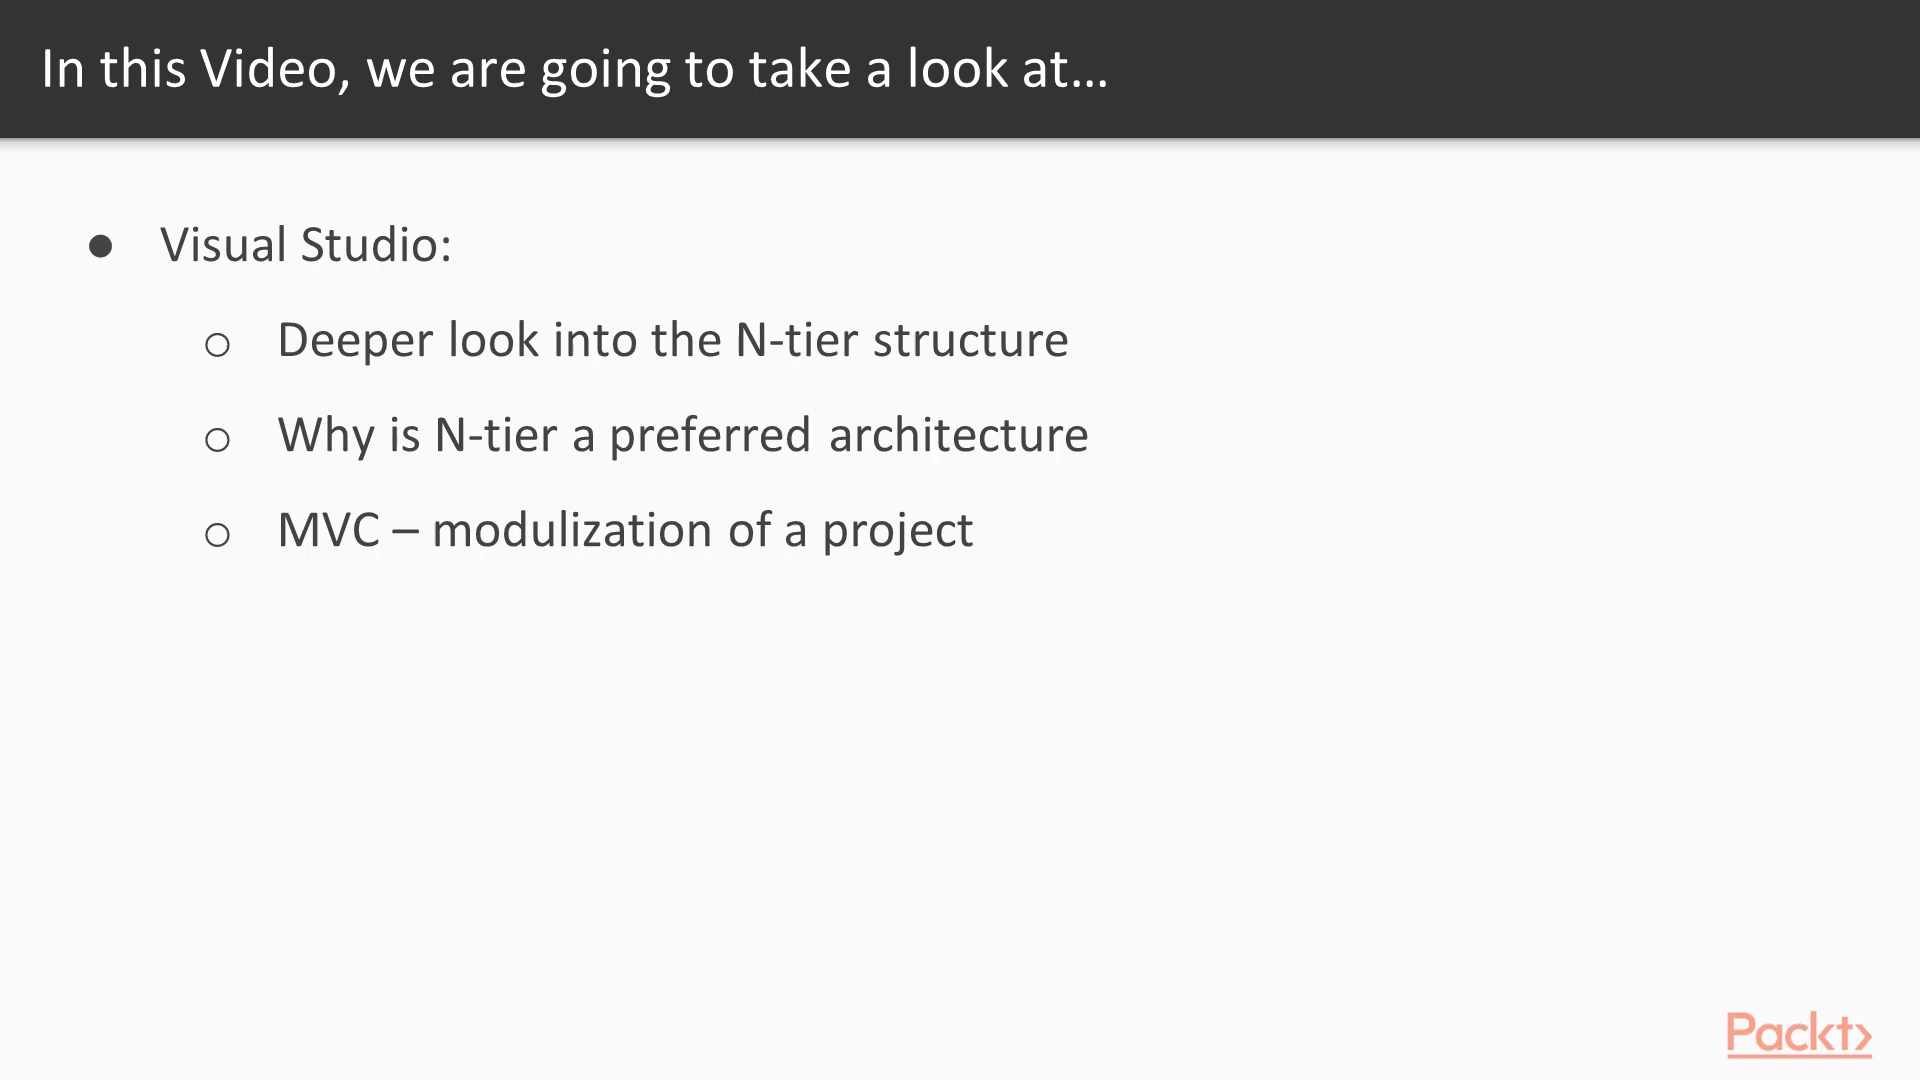 In this Video, we are going to take a look at...
● Visual Studio:
○ Deeper look into the N-tier structure
○ Why is N-tier a preferred architecture
○ MVC – modulization of a project
Packt>